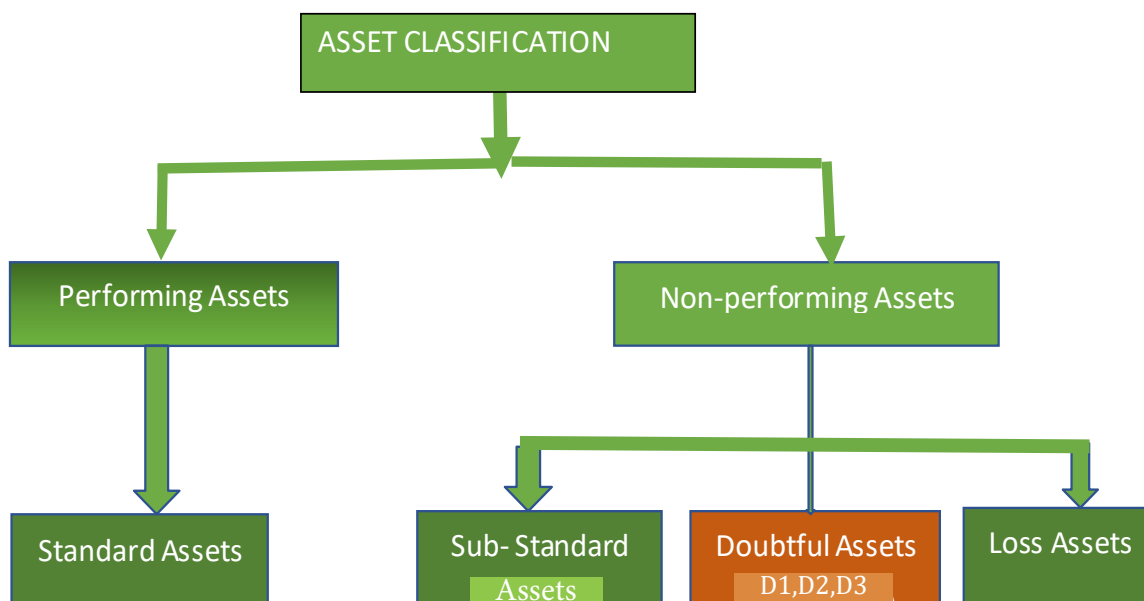 ASSET CLASSIFICATION
Performing Assets
Non-performing Assets
Standard Assets
Sub- Standard
Assets
Doubtful Assets
D1,D2,D3
Loss Assets